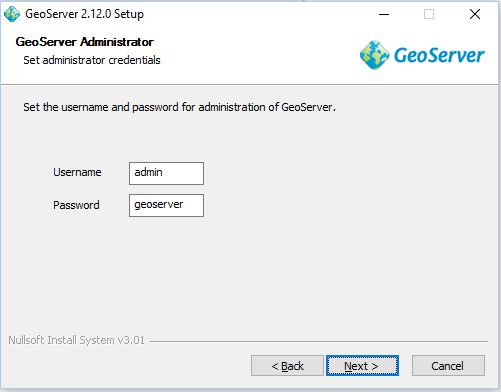 GeoServer 2.12.0 Setup
GeoServer Administrator
Set administrator credentials
GeoServer
Set the username and password for administration of GeoServer.
Username admin
Password geoserver
Nullsoft Install System v3.01
< Back Next > Cancel